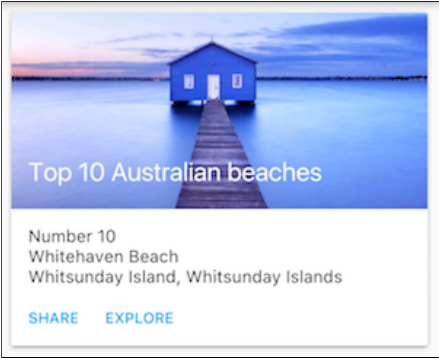 Top 10 Australian beaches
Number 10
Whitehaven Beach
Whitsunday Island, Whitsunday Islands
SHARE EXPLORE